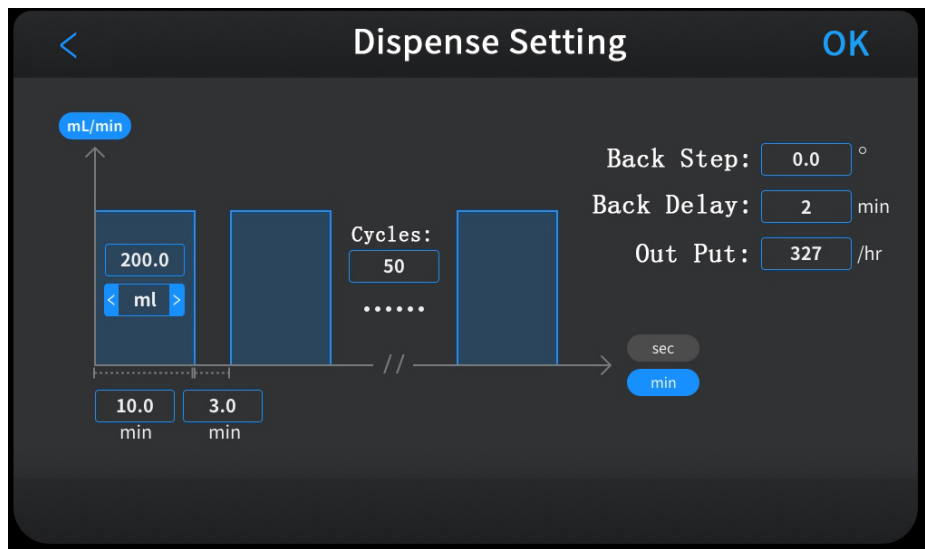 < Dispense Setting OK
mL/min
Back Step: 0.0 °
Back Delay: 2 min
Out Put: 327 /hr
Cycles:
50
200.0
< ml >
••••••
//
sec
min
10.0 3.0
min min